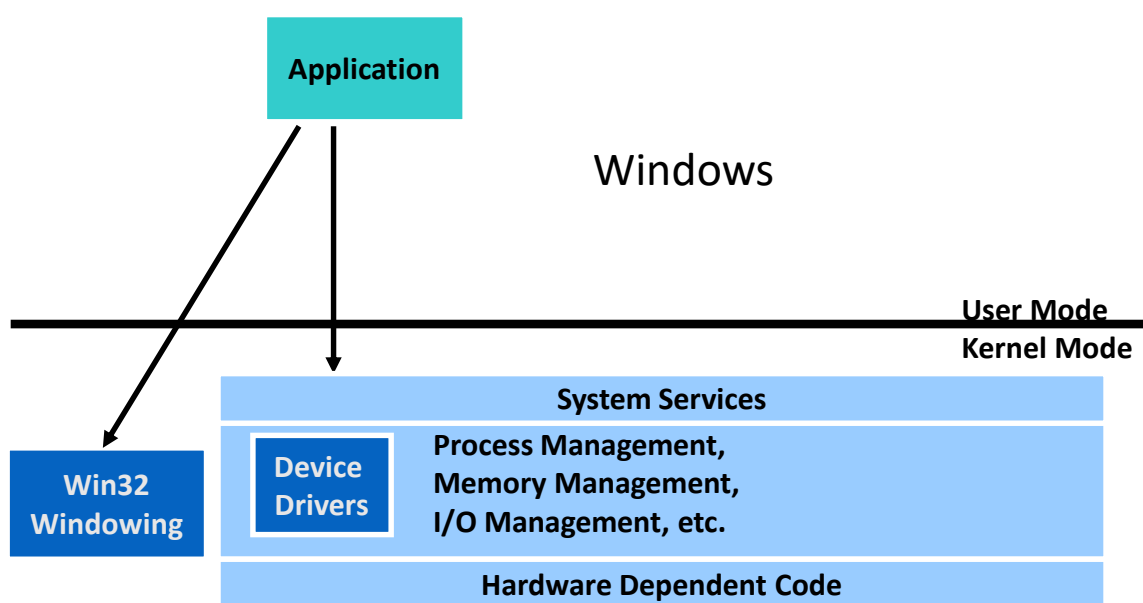 Application
Windows
User Mode
Kernel Mode
System Services
Process Management,
Memory Management,
I/O Management, etc.
Device
Drivers
Win32
Windowing
Hardware Dependent Code